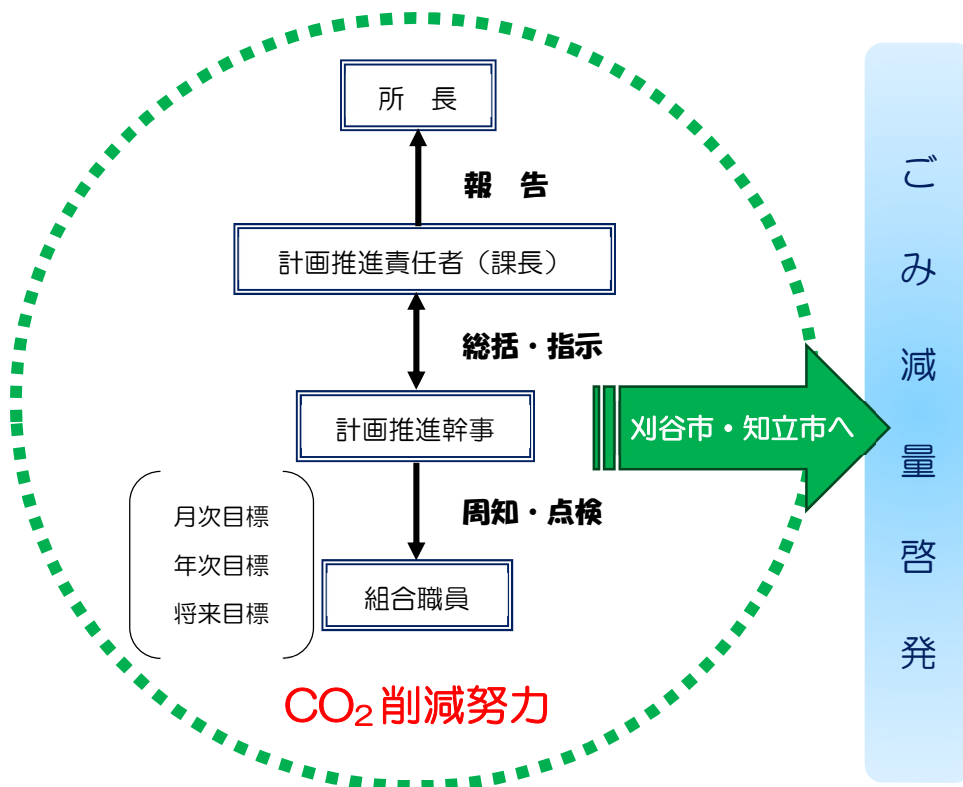 所　長
報　告
計画推進責任者（課長）
総括・指示
計画推進幹事
刈谷市・知立市へ
周知・点検
月次目標
年次目標
将来目標
組合職員
CO₂削減努力
ごみ減量啓発